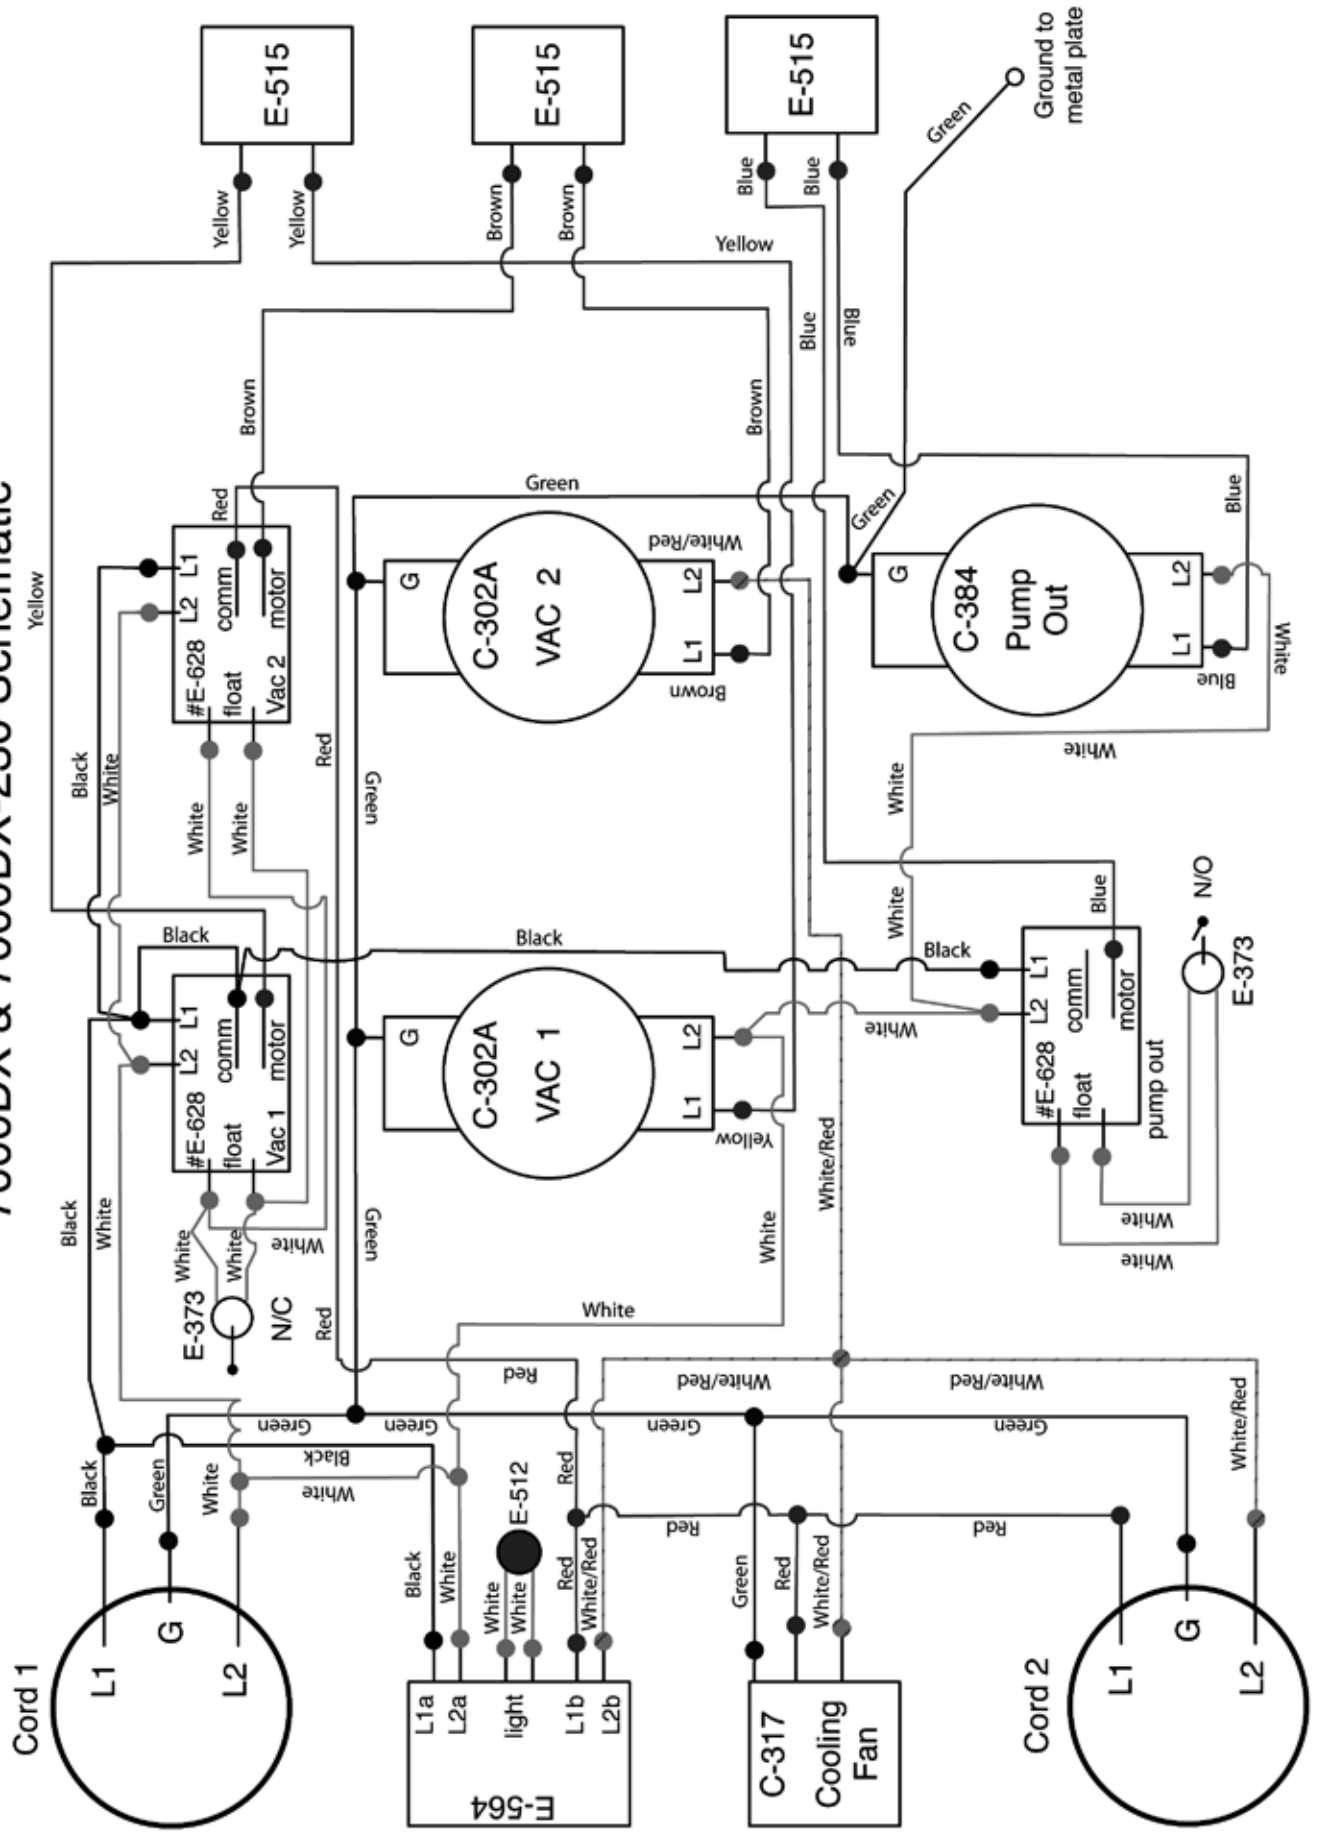 7000DX & 7000DX-230 Schematic
E-515
E-515
E-515
Ground to
metal plate
Green
Yellow
Yellow
Brown
Brown
Blue
Blue
Yellow
Blue
Blue
Brown
Brown
Red
Green
White/Red
Green
Blue
Yellow
L1
L2
comm
motor
#E-628
float
Vac 2
G
C-302A
VAC 2
L2
L1
Brown
G
C-384
Pump
Out
L2
L1
Blue
White
White
White
Black
White
White
White
Red
Green
White
Black
Black
Black
Blue
N/O
E-373
L1
L2
comm
motor
#E-628
float
Vac 1
G
C-302A
VAC 1
L2
L1
Yellow
White
L1
L2
comm
motor
#E-628
float
pump out
White
White
Black
White
White
White
White
E-373
N/C
Red
Green
White
White
White/Red
Red
White/Red
White/Red
White/Red
Green
Green
Green
Green
Black
White
Black
Green
White
Red
Red
Red
E-512
Black
White
White
White
Red
White/Red
Green
Red
White/Red
Cord 1
L1
G
L2
L1a
L2a
light
L1b
L2b
E-564
C-317
Cooling
Fan
Cord 2
L1
G
L2